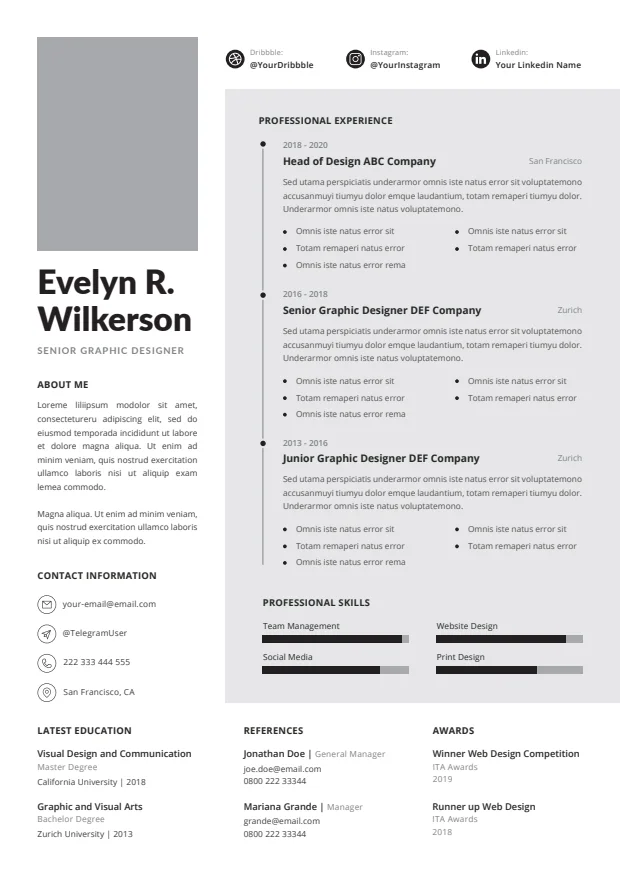 Dribbble:
@YourDribbble
Instagram:
@YourInstagram
Linkedin:
Your Linkedin Name
Evelyn R.
Wilkerson
SENIOR GRAPHIC DESIGNER
ABOUT ME
Loreme liliipsum modolor sit amet,
consectetureru adipiscing elit, sed do
eiusmod temporada incididunt ut labore
et dolore magna aliqua. Ut enim ad
minim veniam, quis nostrud exercitation
ullamco laboris nisi ut aliquip exam
lemea commodo.
Magna aliqua. Ut enim ad minim veniam,
quis nostrud exercitation ullamco laboris
nisi ut aliquip ex commodo.
CONTACT INFORMATION
your-email@email.com
@TelegramUser
222 333 444 555
San Francisco, CA
PROFESSIONAL EXPERIENCE
2018 - 2020
Head of Design ABC Company San Francisco
Sed utama perspiciatis underarmor omnis iste natus error sit voluptatemono
accusanmuyi tiumyu dolor emque laudantium, totam remaperi tiumyu dolor.
Underarmor omnis iste natus voluptatemono.
Omnis iste natus error sit
Totam remaperi natus error
Omnis iste natus error rema
Omnis iste natus error sit
Totam remaperi natus error
2016 - 2018
Senior Graphic Designer DEF Company Zurich
Sed utama perspiciatis underarmor omnis iste natus error sit voluptatemono
accusanmuyi tiumyu dolor emque laudantium, totam remaperi tiumyu dolor.
Underarmor omnis iste natus voluptatemono.
Omnis iste natus error sit
Totam remaperi natus error
Omnis iste natus error rema
Omnis iste natus error sit
Totam remaperi natus error
2013 - 2016
Junior Graphic Designer DEF Company Zurich
Sed utama perspiciatis underarmor omnis iste natus error sit voluptatemono
accusanmuyi tiumyu dolor emque laudantium, totam remaperi tiumyu dolor.
Underarmor omnis iste natus voluptatemono.
Omnis iste natus error sit
Totam remaperi natus error
Omnis iste natus error rema
Omnis iste natus error sit
Totam remaperi natus error
PROFESSIONAL SKILLS
Team Management
Website Design
Social Media
Print Design
LATEST EDUCATION
Visual Design and Communication
Master Degree
California University | 2018
Graphic and Visual Arts
Bachelor Degree
Zurich University | 2013
REFERENCES
Jonathan Doe | General Manager
joe.doe@email.com
0800 222 33344
Mariana Grande | Manager
grande@email.com
0800 222 33344
AWARDS
Winner Web Design Competition
ITA Awards
2019
Runner up Web Design
ITA Awards
2018